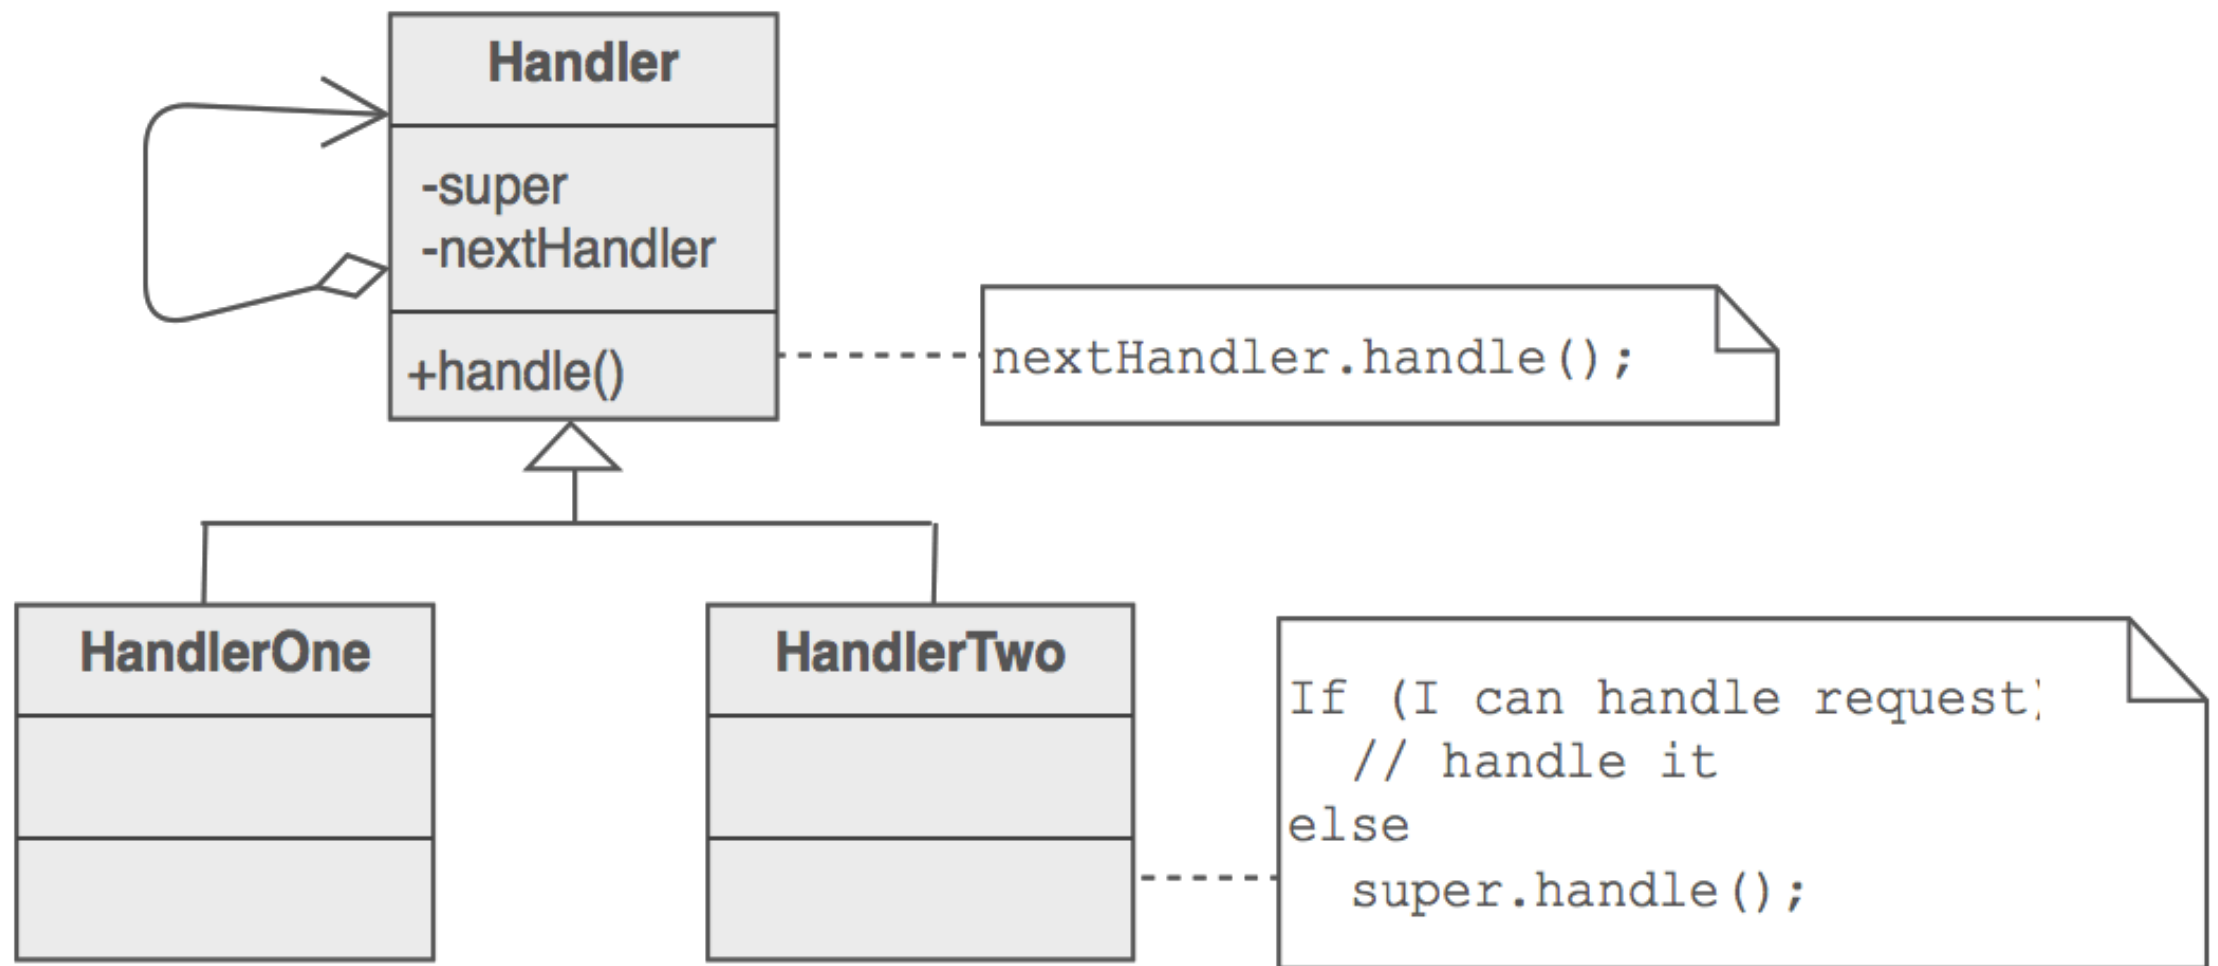 Handler
-super
-nextHandler
+handle()
nextHandler.handle();
HandlerOne
HandlerTwo
If (I can handle request)
  // handle it
else
  super.handle();